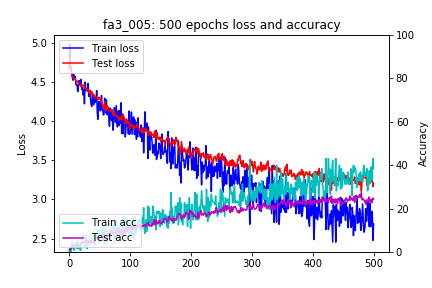 fa3_005: 500 epochs loss and accuracy
Train loss
Test loss
Train acc
Test acc
Loss
5.0
4.5
4.0
3.5
3.0
2.5
Accuracy
100
80
60
40
20
0
0 100 200 300 400 500